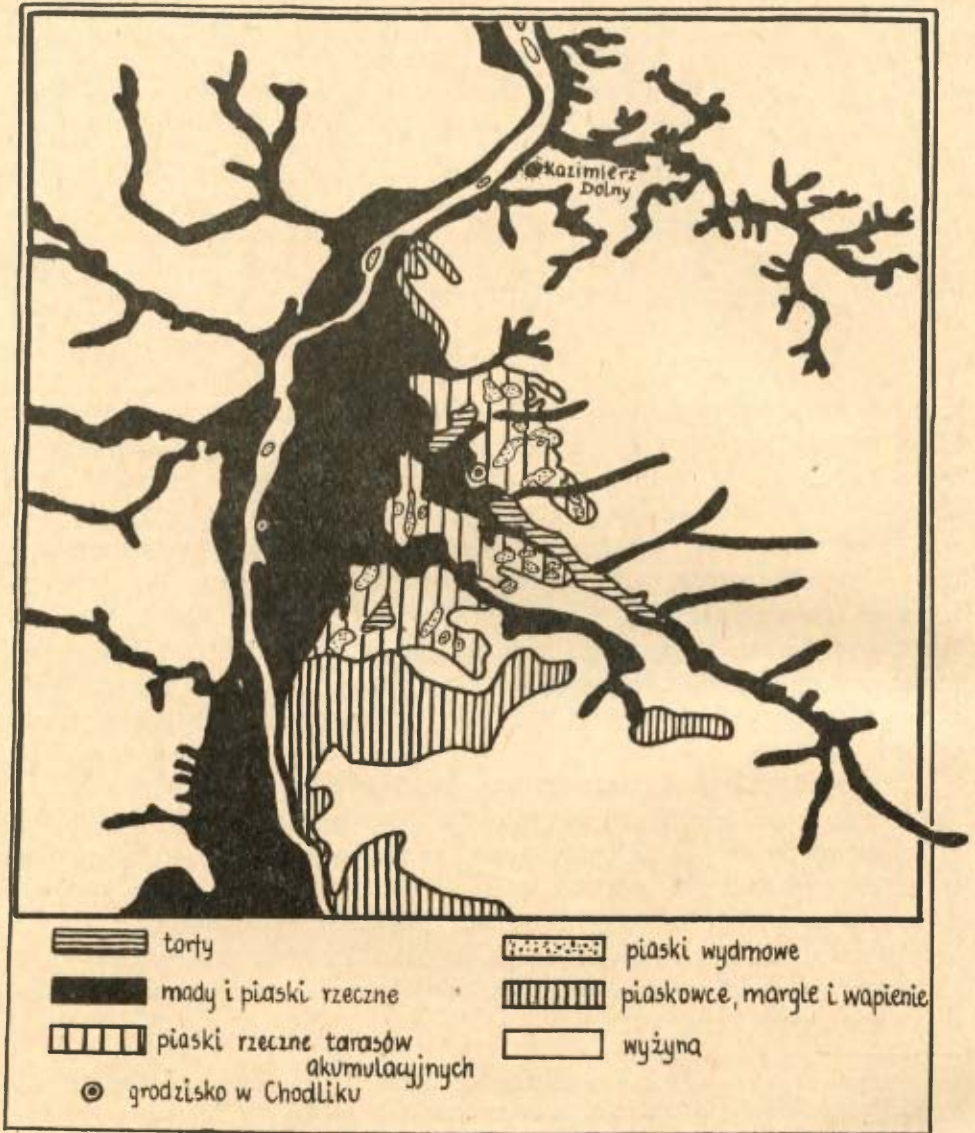 Kazimierz
Dolny
torfy
mady i piaski rzeczne
piaski rzeczne tarasów
akumulacyjnych
grodzisko w Chodliku
piaski wydmowe
piaskowce, margle i wapienie
wyżyna